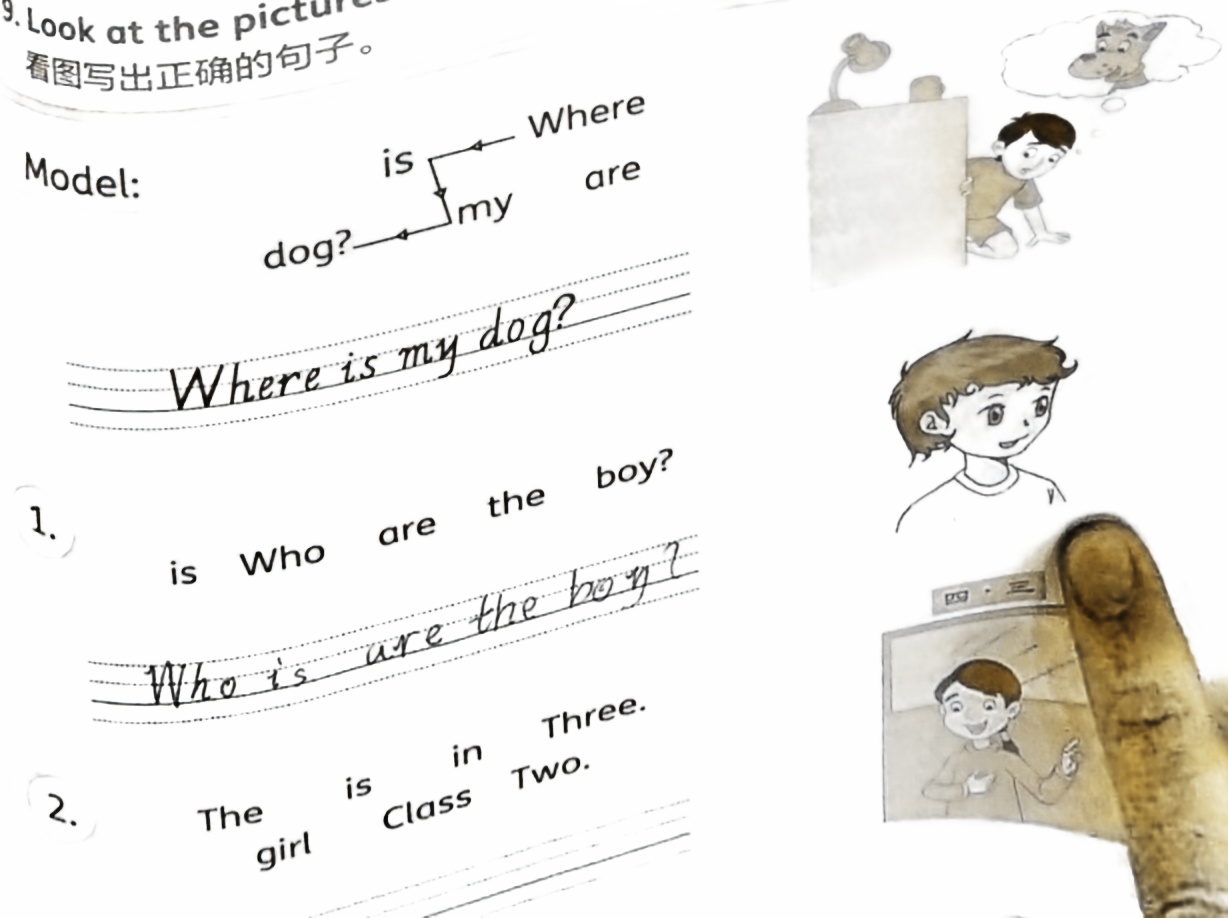 9. Look at the picture
看图写出正确的句子。
Model:
is Where
dog? my are
Where is my dog?
1.
is Who are the boy?
Who is are the boy?
四·三
2.
The is in Three.
girl Class Two.